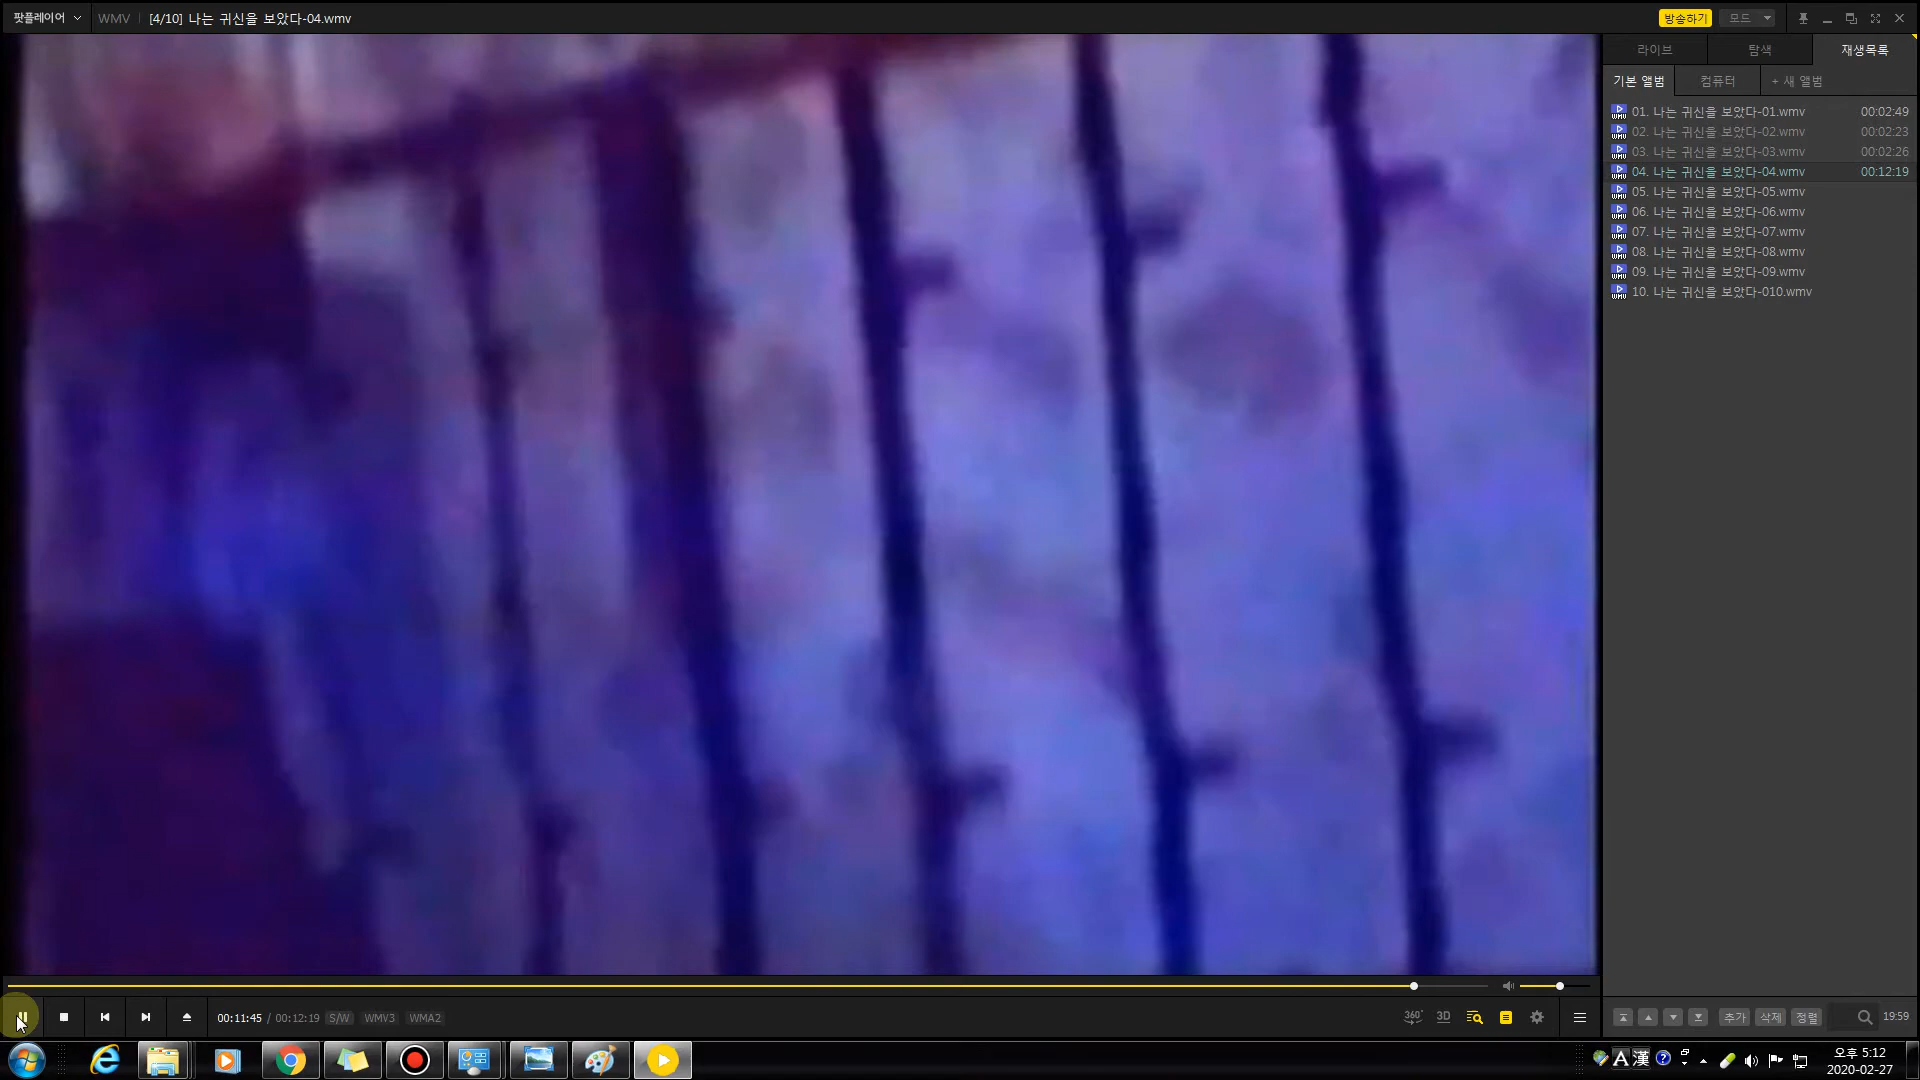 팟플레이어 WMV [4/10] 나는 귀신을 보았다-04.wmv 방송하기 모드
라이브 탐색 재생목록
기본 앨범 컴퓨터 + 새 앨범
01. 나는 귀신을 보았다-01.wmv 00:02:49
02. 나는 귀신을 보았다-02.wmv 00:02:23
03. 나는 귀신을 보았다-03.wmv 00:02:26
04. 나는 귀신을 보았다-04.wmv 00:12:19
05. 나는 귀신을 보았다-05.wmv
06. 나는 귀신을 보았다-06.wmv
07. 나는 귀신을 보았다-07.wmv
08. 나는 귀신을 보았다-08.wmv
09. 나는 귀신을 보았다-09.wmv
10. 나는 귀신을 보았다-010.wmv
00:11:45 / 00:12:19 S/W WMV3 WMA2 360° 3D 추가 삭제 정렬 19:59
A 漢 오후 5:12
2020-02-27